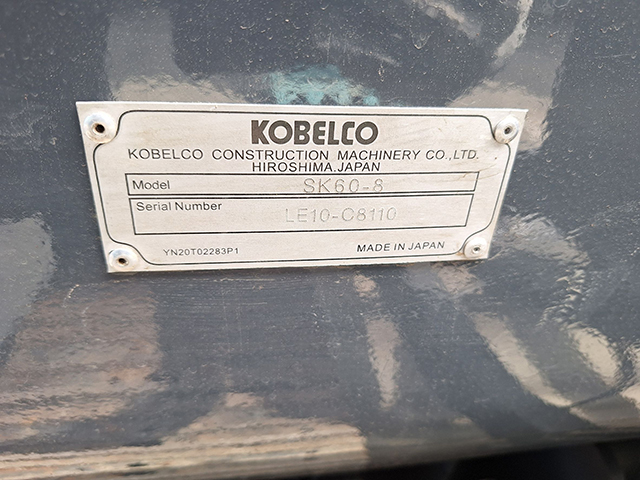 KOBELCO
KOBELCO CONSTRUCTION MACHINERY CO.,LTD.
HIROSHIMA.JAPAN
Model SK60-8
Serial Number LE10-C8110
YN20T02283P1 MADE IN JAPAN